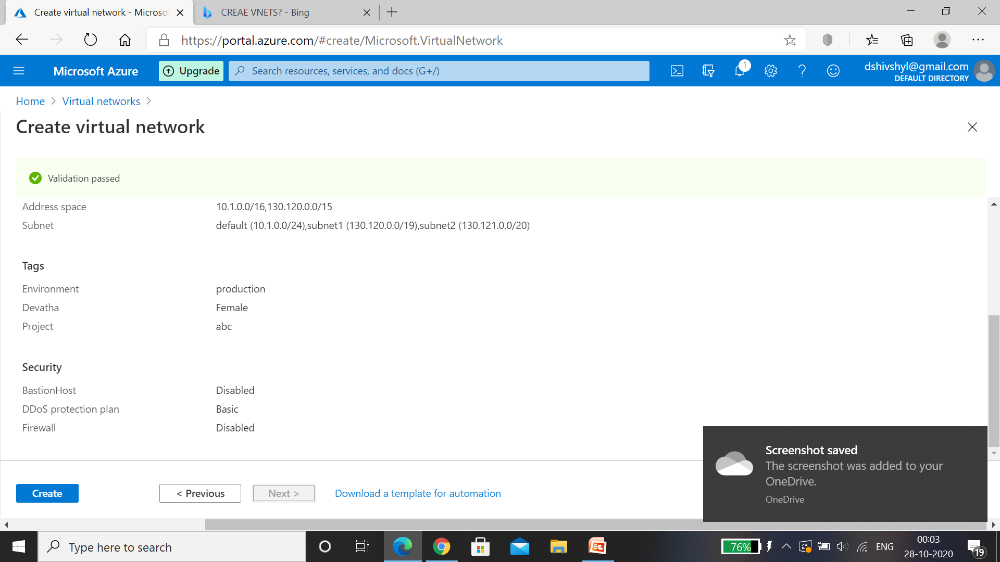 Create virtual network - Microsof
CREAE VNETS? - Bing
https://portal.azure.com/#create/Microsoft.VirtualNetwork
Microsoft Azure
Upgrade
Search resources, services, and docs (G+/)
1
dshivshyl@gmail.com
DEFAULT DIRECTORY
Home > Virtual networks >
Create virtual network
Validation passed
Address space 10.1.0.0/16,130.120.0.0/15
Subnet default (10.1.0.0/24),subnet1 (130.120.0.0/19),subnet2 (130.121.0.0/20)
Tags
Environment production
Devatha Female
Project abc
Security
BastionHost Disabled
DDoS protection plan Basic
Firewall Disabled
Screenshot saved
The screenshot was added to your
OneDrive.
OneDrive
Create < Previous Next > Download a template for automation
Type here to search
76%
ENG
00:03
28-10-2020
19